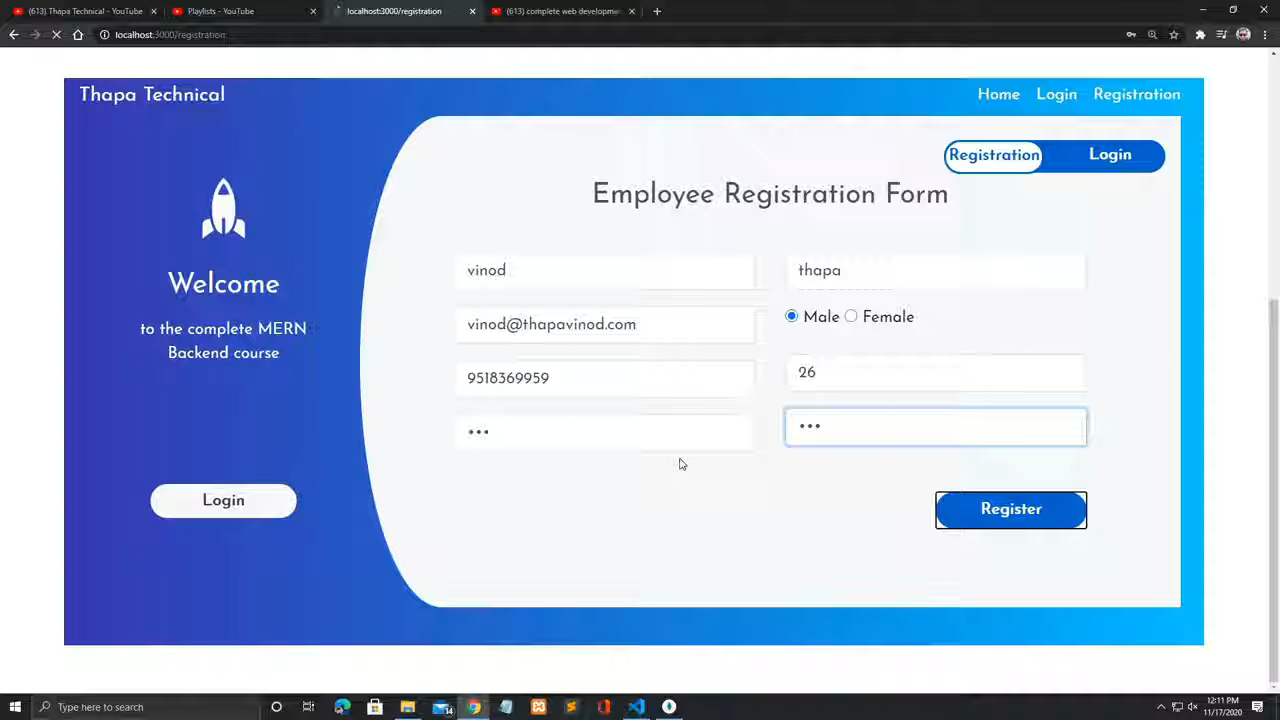 (613) Thapa Technical - YouTube
Playlists - YouTube
localhost:3000/registration
(613) complete web developmen
localhost:3000/registration
Thapa Technical
Home
Login
Registration
Registration
Login
Employee Registration Form
Welcome
to the complete MERN
Backend course
Login
vinod
thapa
vinod@thapavinod.com
Male
Female
9518369959
26
•••
•••
Register
Type here to search
14
12:11 PM
11/17/2020